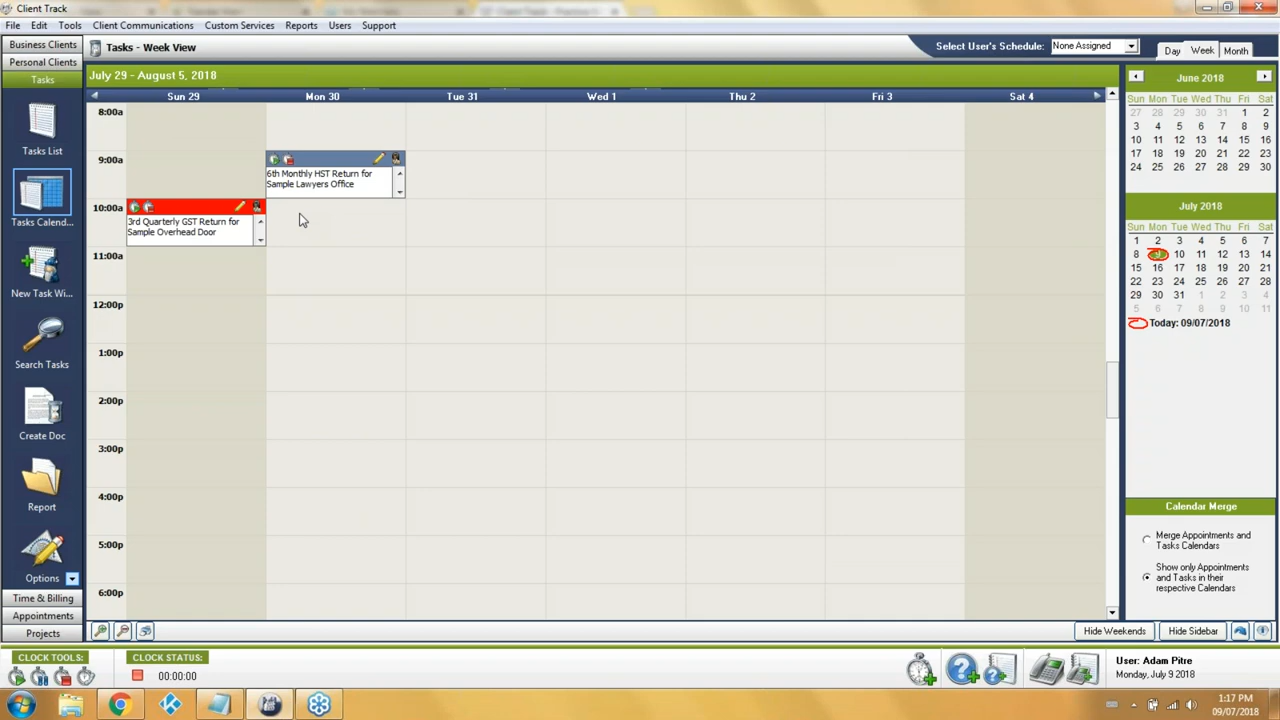 Client Track
File Edit Tools Client Communications Custom Services Reports Users Support
Business Clients
Personal Clients
Tasks
Tasks List
Tasks Calend...
New Task Wi...
Search Tasks
Create Doc
Report
Options
Time & Billing
Appointments
Projects
Tasks - Week View
Select User's Schedule: None Assigned
Day Week Month
July 29 - August 5, 2018
Sun 29 Mon 30 Tue 31 Wed 1 Thu 2 Fri 3 Sat 4
8:00a
9:00a
10:00a
11:00a
12:00p
1:00p
2:00p
3:00p
4:00p
5:00p
6:00p
6th Monthly HST Return for
Sample Lawyers Office
3rd Quarterly GST Return for
Sample Overhead Door
June 2018
Sun Mon Tue Wed Thu Fri Sat
27 28 29 30 31 1 2
3 4 5 6 7 8 9
10 11 12 13 14 15 16
17 18 19 20 21 22 23
24 25 26 27 28 29 30
July 2018
Sun Mon Tue Wed Thu Fri Sat
1 2 3 4 5 6 7
8 10 11 12 13 14
15 16 17 18 19 20 21
22 23 24 25 26 27 28
29 30 31 1 2 3 4
5 6 7 8 9 10 11
Today: 09/07/2018
Calendar Merge
Merge Appointments and
Tasks Calendars
Show only Appointments
and Tasks in their
respective Calendars
Hide Weekends Hide Sidebar
CLOCK TOOLS: CLOCK STATUS:
00:00:00
User: Adam Pitre
Monday, July 9 2018
1:17 PM
09/07/2018